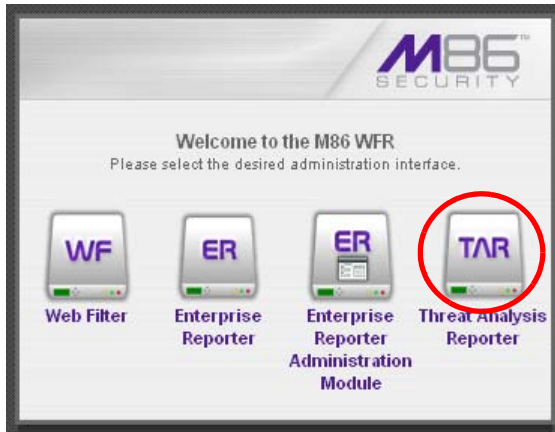 M86™
SECURITY
Welcome to the M86 WFR
Please select the desired administration interface.
WF
ER
ER
TAR
Web Filter
Enterprise
Reporter
Enterprise
Reporter
Administration
Module
Threat Analysis
Reporter